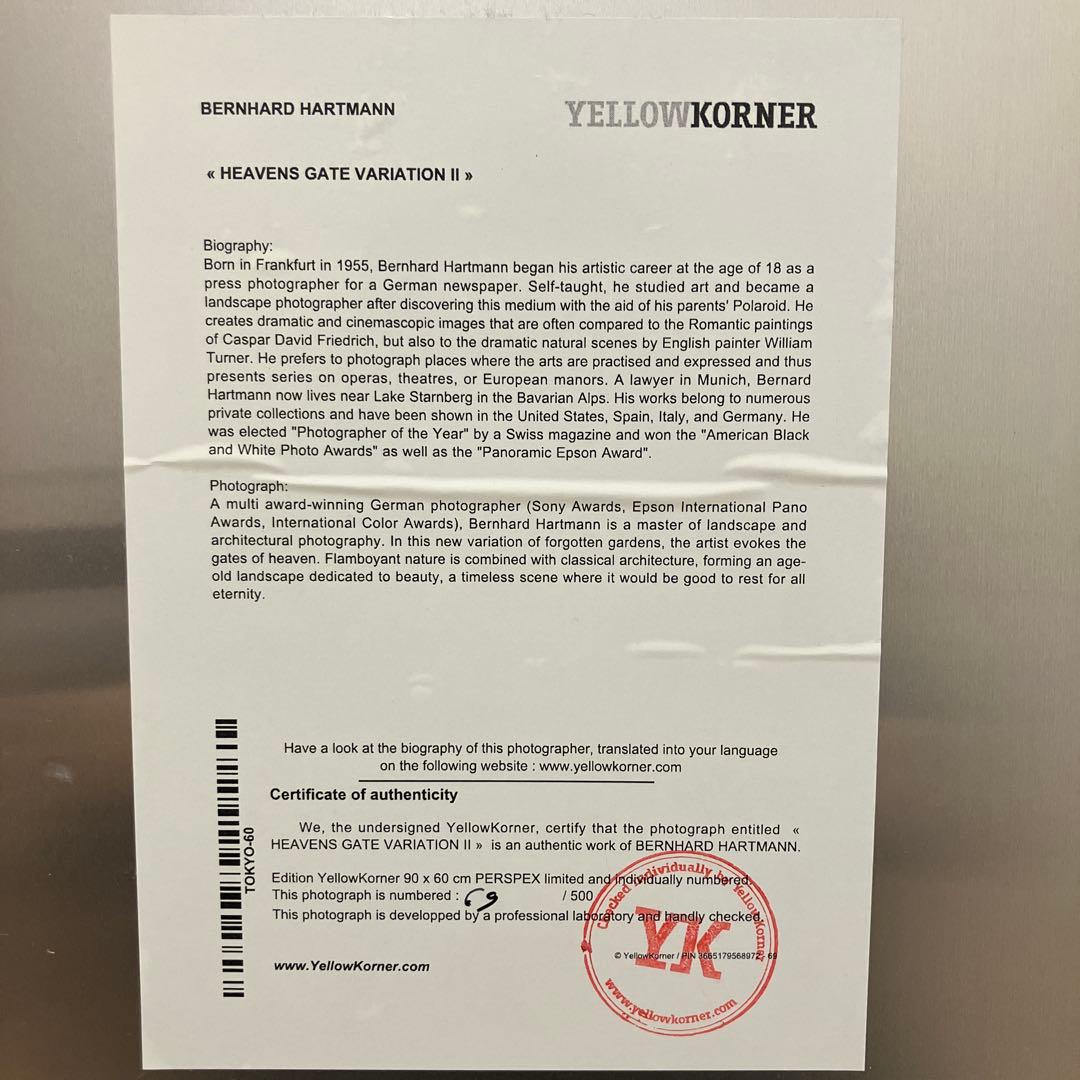 BERNHARD HARTMANN
YELLOWKORNER
« HEAVENS GATE VARIATION II »
Biography:
Born in Frankfurt in 1955, Bernhard Hartmann began his artistic career at the age of 18 as a
press photographer for a German newspaper. Self-taught, he studied art and became a
landscape photographer after discovering this medium with the aid of his parents' Polaroid. He
creates dramatic and cinemascopic images that are often compared to the Romantic paintings
of Caspar David Friedrich, but also to the dramatic natural scenes by English painter William
Turner. He prefers to photograph places where the arts are practised and expressed and thus
presents series on operas, theatres, or European manors. A lawyer in Munich, Bernard
Hartmann now lives near Lake Starnberg in the Bavarian Alps. His works belong to numerous
private collections and have been shown in the United States, Spain, Italy, and Germany. He
was elected "Photographer of the Year" by a Swiss magazine and won the "American Black
and White Photo Awards" as well as the "Panoramic Epson Award".
Photograph:
A multi award-winning German photographer (Sony Awards, Epson International Pano
Awards, International Color Awards), Bernhard Hartmann is a master of landscape and
architectural photography. In this new variation of forgotten gardens, the artist evokes the
gates of heaven. Flamboyant nature is combined with classical architecture, forming an age-
old landscape dedicated to beauty, a timeless scene where it would be good to rest for all
eternity.
Have a look at the biography of this photographer, translated into your language
on the following website : www.yellowkorner.com
Certificate of authenticity
We, the undersigned YellowKorner, certify that the photograph entitled «
HEAVENS GATE VARIATION II » is an authentic work of BERNHARD HARTMANN.
TOKYO-60
Edition YellowKorner 90 x 60 cm PERSPEX limited and individually numbered.
This photograph is numbered : 69 / 500
This photograph is developped by a professional laboratory and handly checked.
© YellowKorner / PIN 3665179568972 - 69
www.YellowKorner.com
Checked individually by YellowKorner
YK
www.yellowkorner.com